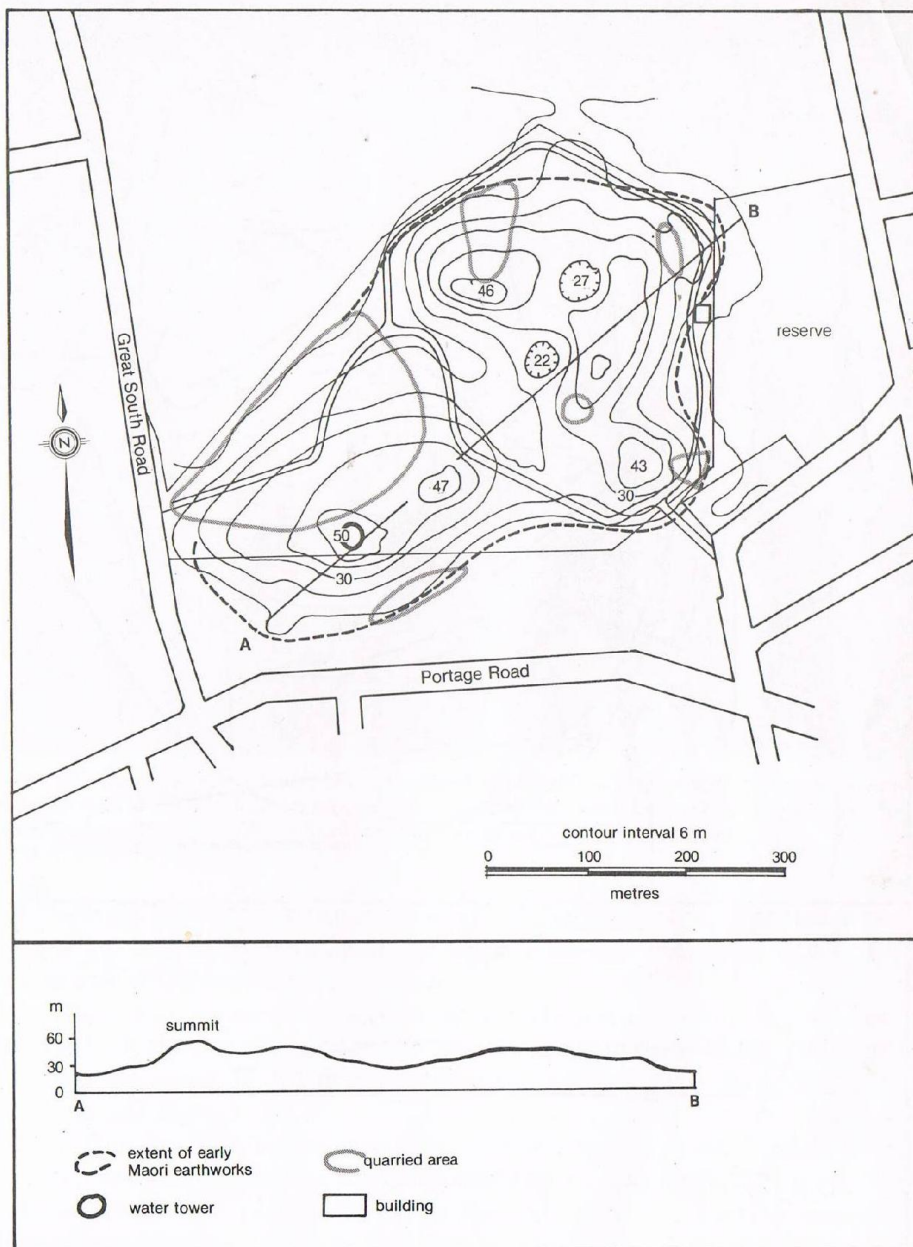 B
27
46
reserve
22
Great South Road
N
43
47
30
50
30
A
Portage Road
contour interval 6 m
0 100 200 300
metres
m
summit
60
30
0
A B
extent of early
Maori earthworks
quarried area
water tower
building